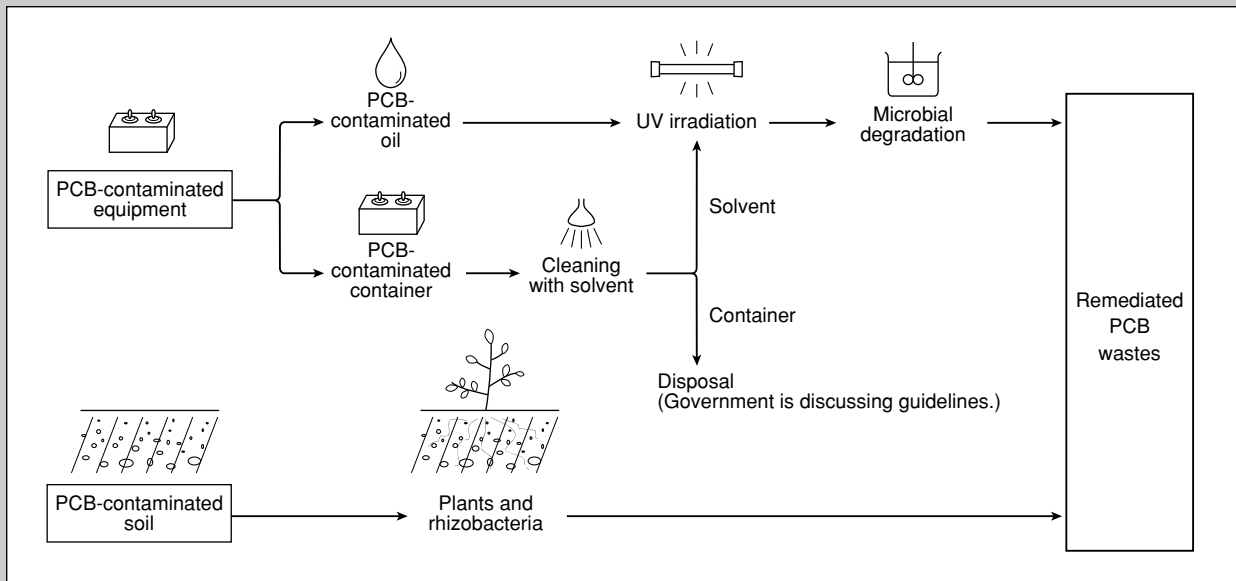 PCB-contaminated
equipment
PCB-
contaminated
oil
UV irradiation
Microbial
degradation
PCB-
contaminated
container
Cleaning
with solvent
Solvent
Container
Disposal
(Government is discussing guidelines.)
PCB-contaminated
soil
Plants and
rhizobacteria
Remediated
PCB
wastes